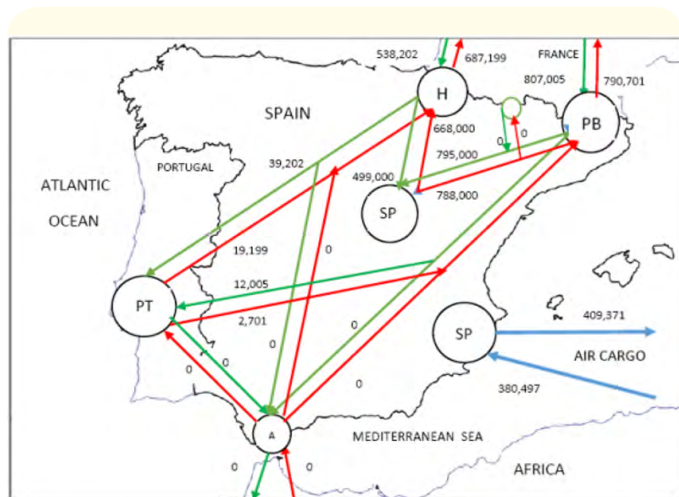 538,202
687,199
FRANCE
807,005
790,701
H
SPAIN
PB
668,000
0
0
PORTUGAL
39,202
795,000
ATLANTIC
OCEAN
499,000
788,000
SP
19,199
0
12,005
PT
2,701
0
SP
409,371
0
0
0
0
AIR CARGO
380,497
A
MEDITERRANEAN SEA
0
0
AFRICA